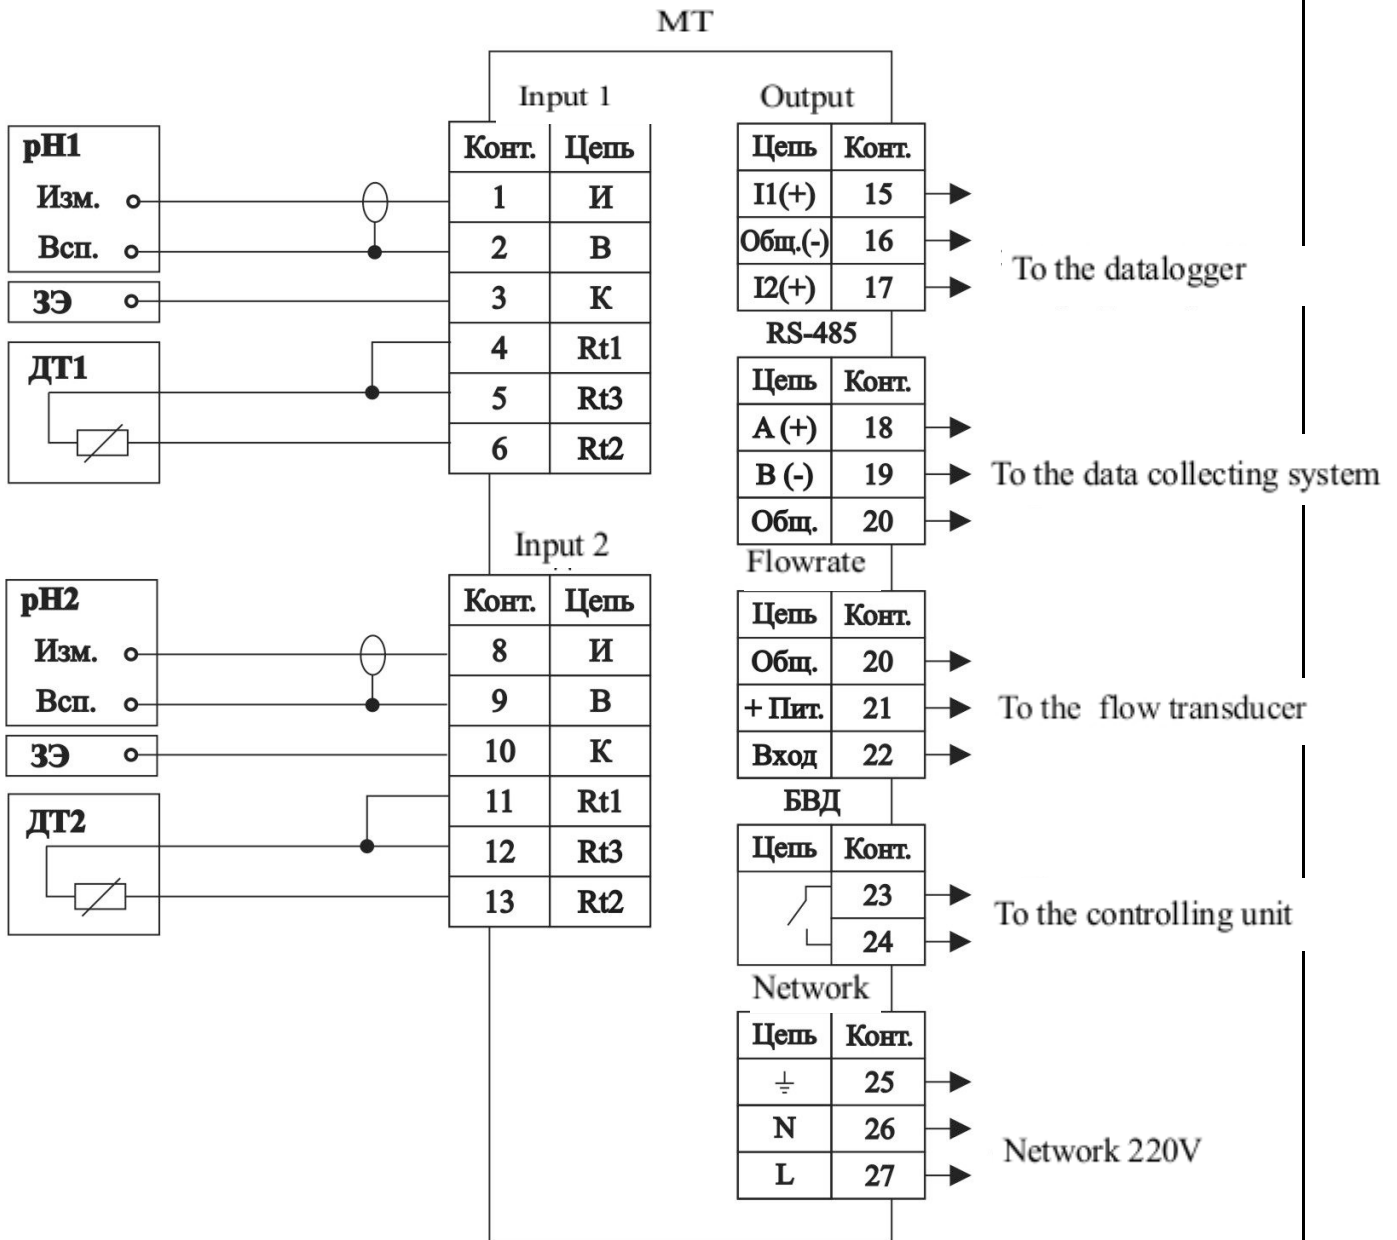 МТ
Input 1
Конт. Цепь
1 И
2 В
3 К
4 Rt1
5 Rt3
6 Rt2
pH1
Изм.
Всп.
ЗЭ
ДТ1
Input 2
Конт. Цепь
8 И
9 В
10 К
11 Rt1
12 Rt3
13 Rt2
pH2
Изм.
Всп.
ЗЭ
ДТ2
Output
Цепь Конт.
I1(+) 15
Общ.(-) 16
I2(+) 17
To the datalogger
RS-485
Цепь Конт.
A (+) 18
B (-) 19
Общ. 20
To the data collecting system
Flowrate
Цепь Конт.
Общ. 20
+ Пит. 21
Вход 22
To the flow transducer
БВД
Цепь Конт.
23
24
To the controlling unit
Network
Цепь Конт.
25
N 26
L 27
Network 220V